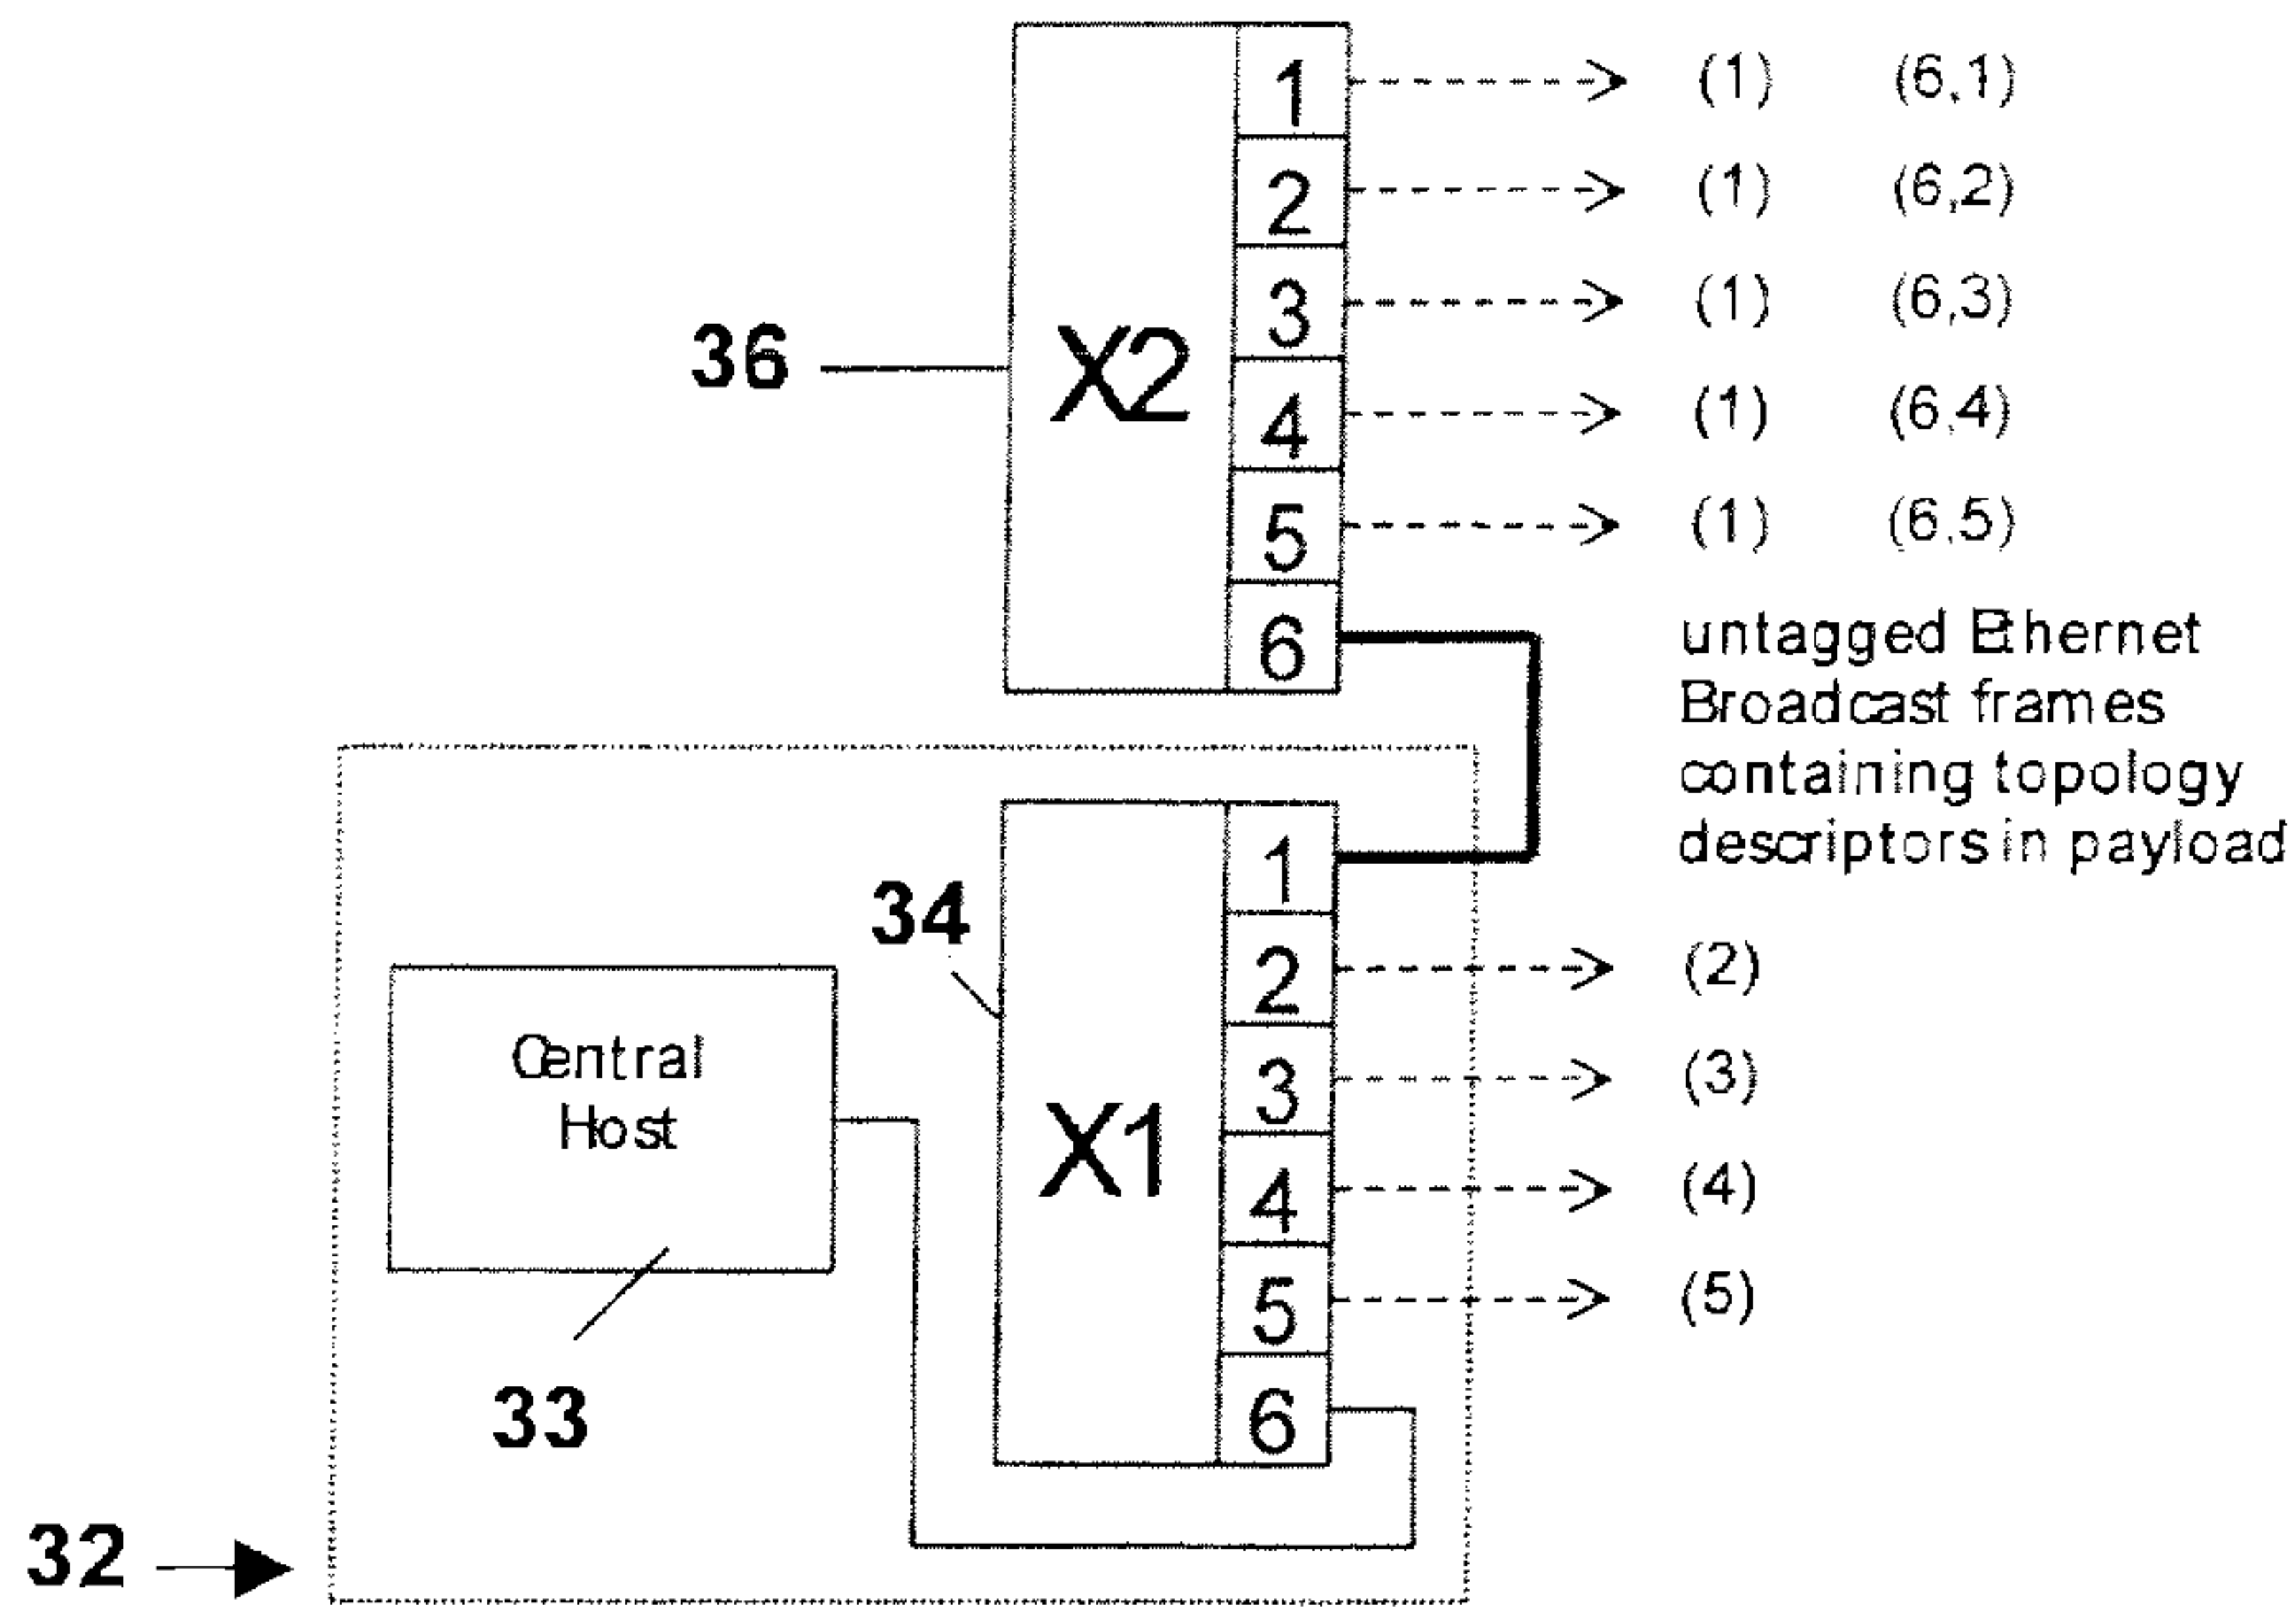 1 (1) (6,1)
2 (1) (6,2)
3 (1) (6,3)
36 X2
4 (1) (6,4)
5 (1) (6,5)
6
untagged Ethernet
Broadcast frames
containing topology
descriptors in payload
1
34
2 (2)
Central
Host
3 (3)
X1
4 (4)
5 (5)
33
6
32